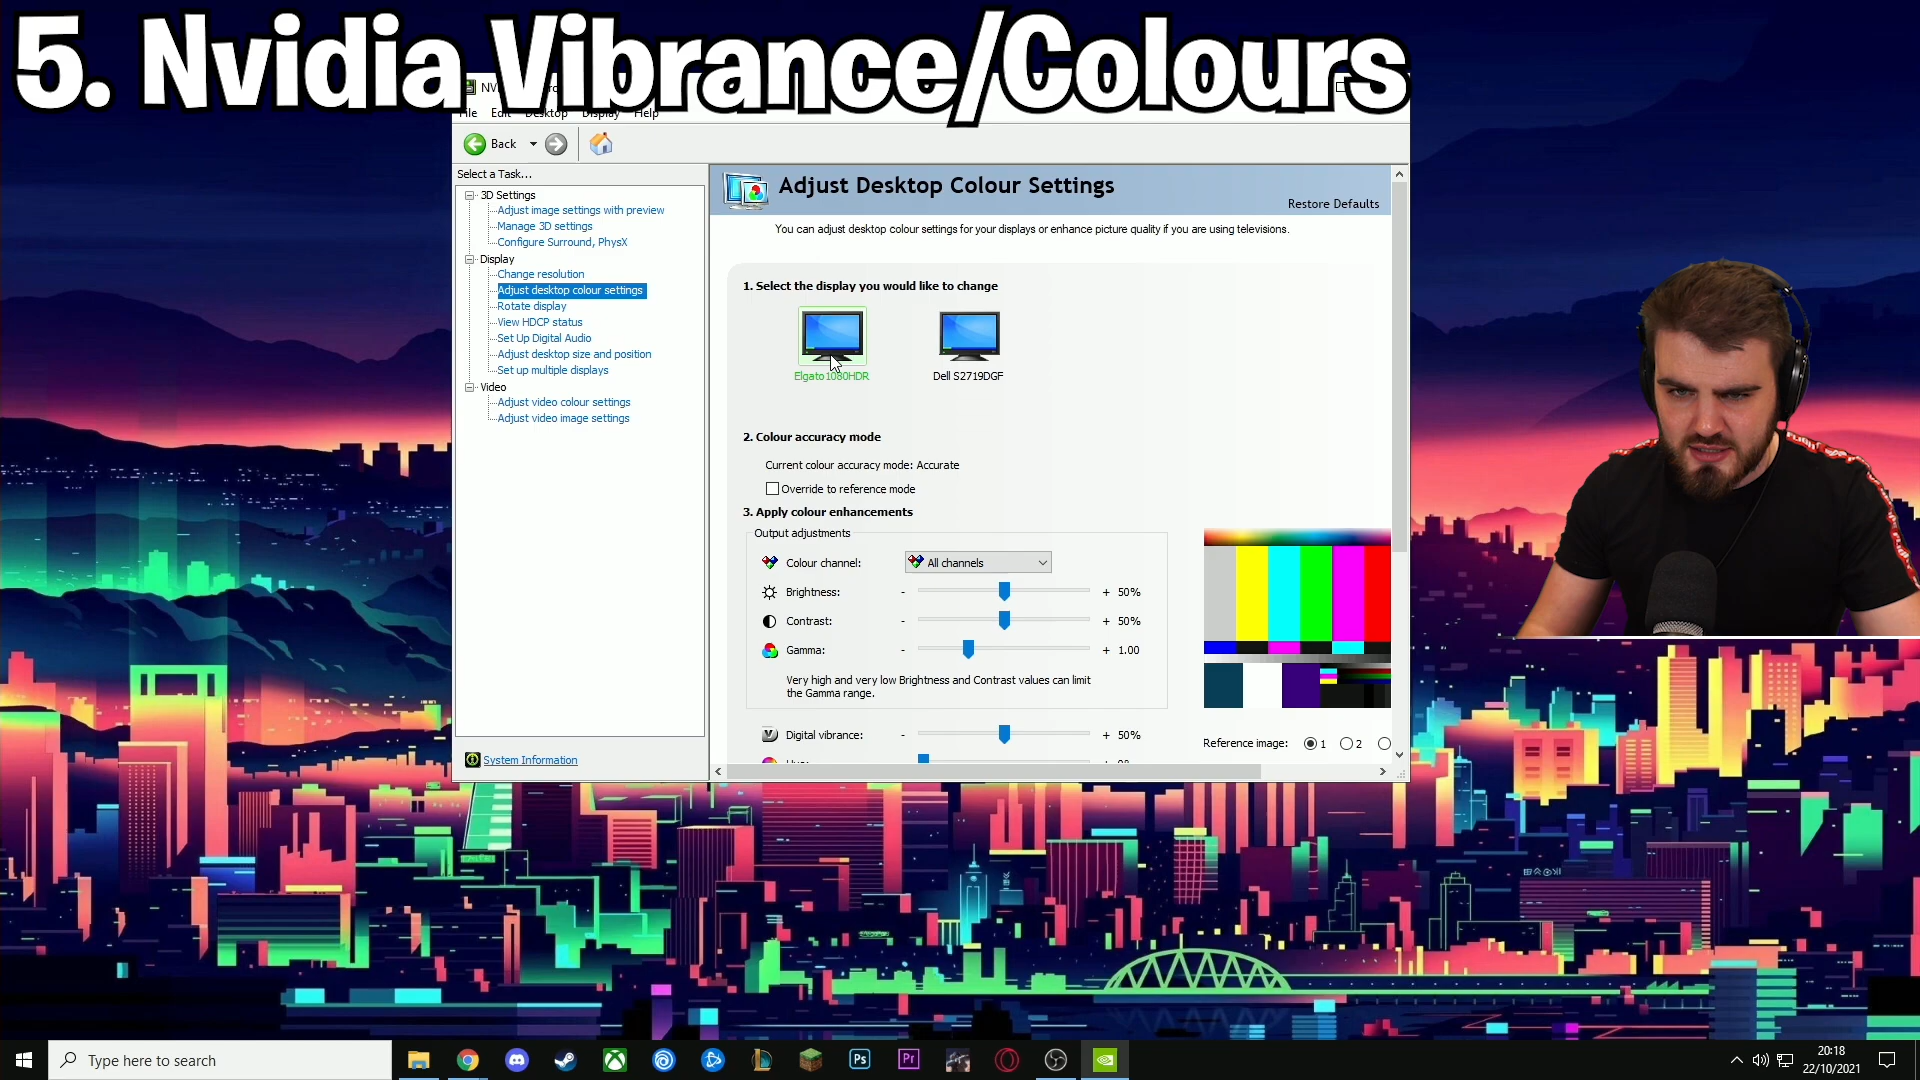 5. Nvidia Vibrance/Colours
File Edit Desktop Display Help
Back
Select a Task...
3D Settings
Adjust image settings with preview
Manage 3D settings
Configure Surround, PhysX
Display
Change resolution
Adjust desktop colour settings
Rotate display
View HDCP status
Set Up Digital Audio
Adjust desktop size and position
Set up multiple displays
Video
Adjust video colour settings
Adjust video image settings
System Information
Adjust Desktop Colour Settings
Restore Defaults
You can adjust desktop colour settings for your displays or enhance picture quality if you are using televisions.
1. Select the display you would like to change
Elgato1080HDR
Dell S2719DGF
2. Colour accuracy mode
Current colour accuracy mode: Accurate
Override to reference mode
3. Apply colour enhancements
Output adjustments
Colour channel: All channels
Brightness: - + 50%
Contrast: - + 50%
Gamma: - + 1.00
Very high and very low Brightness and Contrast values can limit
the Gamma range.
Digital vibrance: - + 50%
Reference image: 1 2
Type here to search
Ps
Pr
20:18
22/10/2021